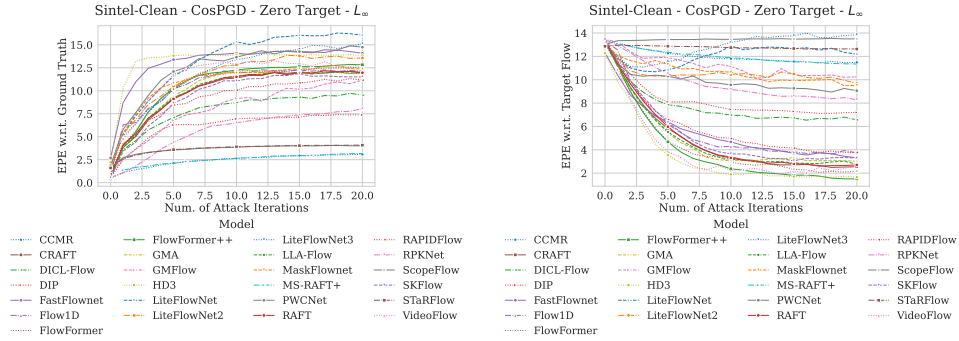 Sintel-Clean - CosPGD - Zero Target - L∞
EPE w.r.t. Ground Truth
15.0
12.5
10.0
7.5
5.0
2.5
0.0
0.0 2.5 5.0 7.5 10.0 12.5 15.0 17.5 20.0
Num. of Attack Iterations
Model
CCMR FlowFormer++ LiteFlowNet3 RAPIDFlow
CRAFT GMA LLA-Flow RPKNet
DICL-Flow GMFlow MaskFlownet ScopeFlow
DIP HD3 MS-RAFT+ SKFlow
FastFlownet LiteFlowNet PWCNet STaRFlow
Flow1D LiteFlowNet2 RAFT VideoFlow
FlowFormer
Sintel-Clean - CosPGD - Zero Target - L∞
EPE w.r.t. Target Flow
14
12
10
8
6
4
2
0.0 2.5 5.0 7.5 10.0 12.5 15.0 17.5 20.0
Num. of Attack Iterations
Model
CCMR FlowFormer++ LiteFlowNet3 RAPIDFlow
CRAFT GMA LLA-Flow RPKNet
DICL-Flow GMFlow MaskFlownet ScopeFlow
DIP HD3 MS-RAFT+ SKFlow
FastFlownet LiteFlowNet PWCNet STaRFlow
Flow1D LiteFlowNet2 RAFT VideoFlow
FlowFormer